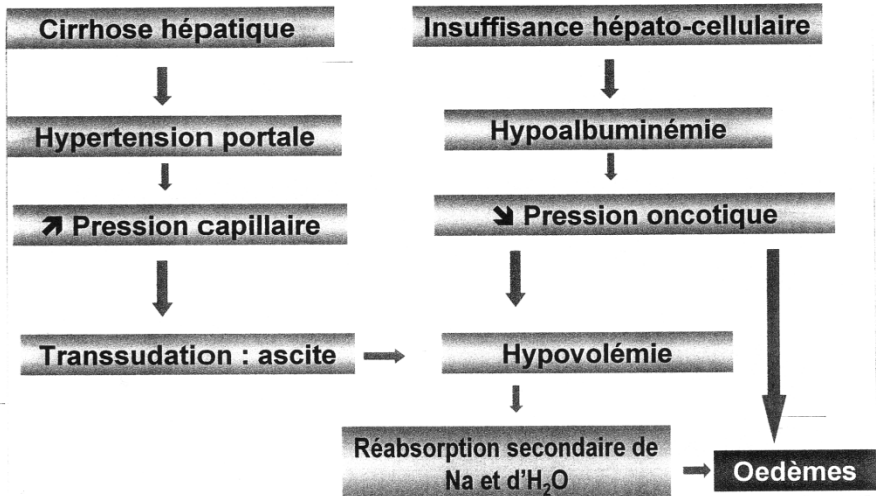 Cirrhose hépatique
Insuffisance hépato-cellulaire
Hypertension portale
Hypoalbuminémie
↗ Pression capillaire
↘ Pression oncotique
Transsudation : ascite
Hypovolémie
Réabsorption secondaire de
Na et d'H₂O
Oedèmes